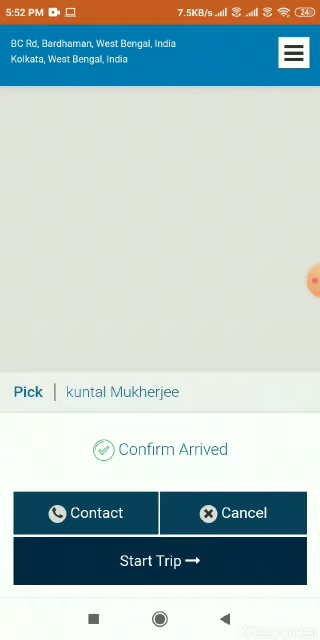 5:52 PM 7.5KB/s 24
BC Rd, Bardhaman, West Bengal, India
Kolkata, West Bengal, India
Pick kuntal Mukherjee
Confirm Arrived
Contact Cancel
Start Trip